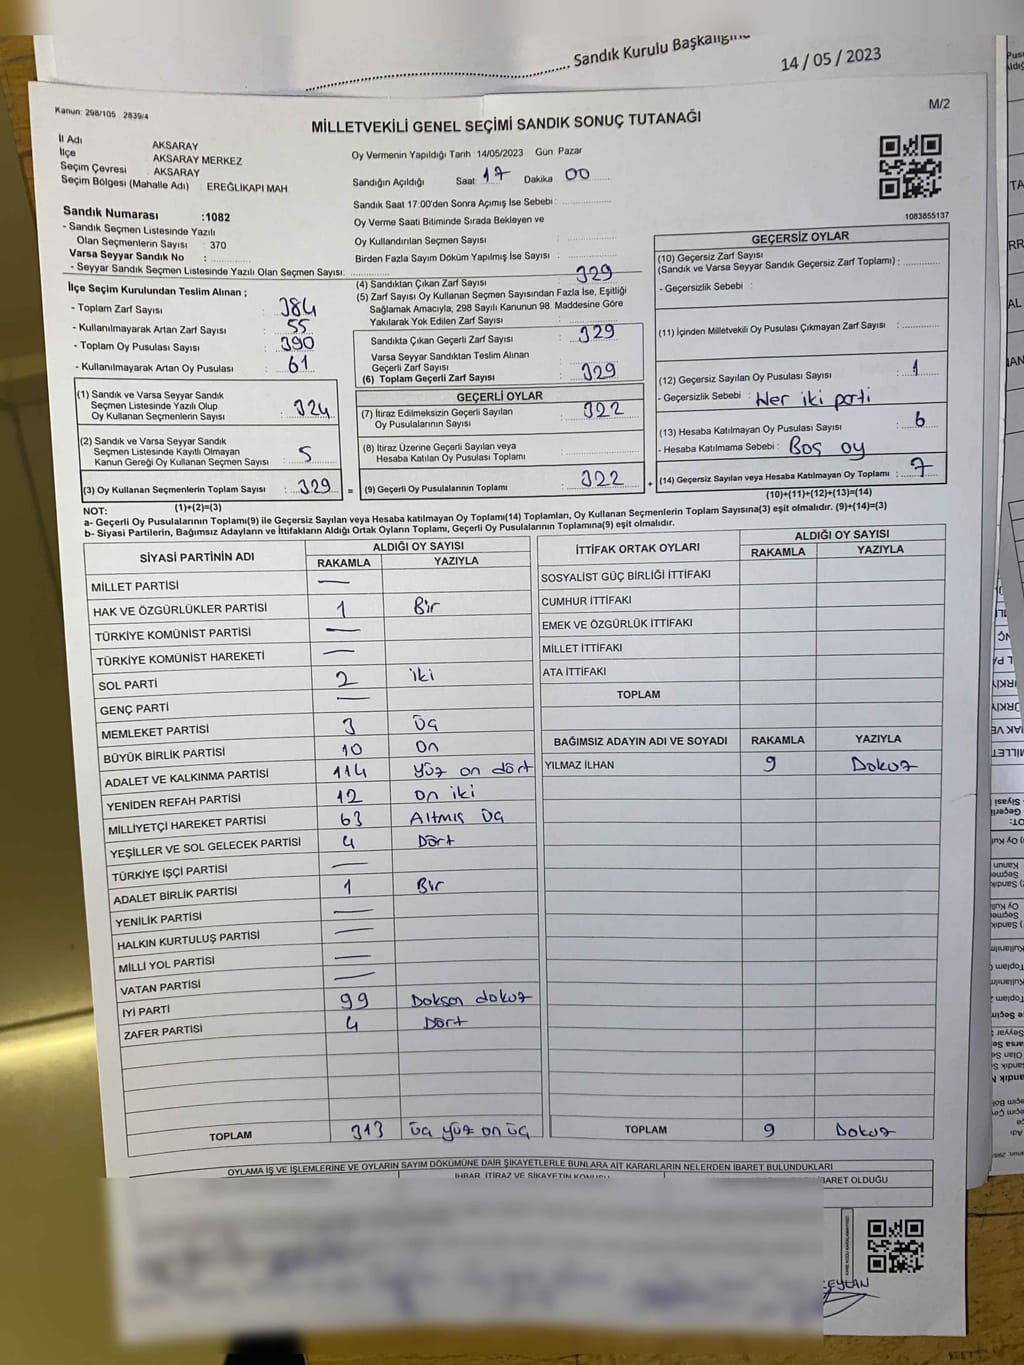 Sandık Kurulu Başkanlığına
14 / 05 / 2023
Kanun: 298/105 2839/4
M/2
MİLLETVEKİLİ GENEL SEÇİMİ SANDIK SONUÇ TUTANAĞI
İl Adı AKSARAY
İlçe AKSARAY MERKEZ
Seçim Çevresi : AKSARAY
Seçim Bölgesi (Mahalle Adı) : EREĞLIKAPI MAH
Sandık Numarası :1082
- Sandık Seçmen Listesinde Yazılı
Olan Seçmenlerin Sayısı : 370
Varsa Seyyar Sandık No :
- Seyyar Sandık Seçmen Listesinde Yazılı Olan Seçmen Sayısı:
Oy Vermenin Yapıldığı Tarih :14/05/2023 Gün Pazar
Sandığın Açıldığı Saat : 17 Dakika : 00
Sandık Saat 17:00'den Sonra Açımış İse Sebebi :
Oy Verme Saati Bitiminde Sırada Bekleyen ve
Oy Kullandırılan Seçmen Sayısı :
Birden Fazla Sayım Döküm Yapılmış İse Sayısı :
1083855137
İlçe Seçim Kurulundan Teslim Alınan ;
- Toplam Zarf Sayısı : 384
- Kullanılmayarak Artan Zarf Sayısı : 55
- Toplam Oy Pusulası Sayısı : 390
- Kullanılmayarak Artan Oy Pusulası : 61
(1) Sandık ve Varsa Seyyar Sandık
Seçmen Listesinde Yazılı Olup
Oy Kullanan Seçmenlerin Sayısı : 324
(2) Sandık ve Varsa Seyyar Sandık
Seçmen Listesinde Kayıtlı Olmayan
Kanun Gereği Oy Kullanan Seçmen Sayısı : 5
(3) Oy Kullanan Seçmenlerin Toplam Sayısı : 329
(1)+(2)=(3)
(4) Sandıktan Çıkan Zarf Sayısı : 329
(5) Zarf Sayısı Oy Kullanan Seçmen Sayısından Fazla İse, Eşitliği
Sağlamak Amacıyla; 298 Sayılı Kanunun 98. Maddesine Göre
Yakılarak Yok Edilen Zarf Sayısı :
Sandıkta Çıkan Geçerli Zarf Sayısı : 329
Varsa Seyyar Sandıktan Teslim Alınan
Geçerli Zarf Sayısı :
(6) Toplam Geçerli Zarf Sayısı : 329
GEÇERLİ OYLAR
(7) İtiraz Edilmeksizin Geçerli Sayılan
Oy Pusulalarının Sayısı : 322
(8) İtiraz Üzerine Geçerli Sayılan veya
Hesaba Katılan Oy Pusulası Toplamı :
= (9) Geçerli Oy Pusulalarının Toplamı : 322 +
GEÇERSİZ OYLAR
(10) Geçersiz Zarf Sayısı
(Sandık ve Varsa Seyyar Sandık Geçersiz Zarf Toplamı) :
- Geçersizlik Sebebi :
(11) İçinden Milletvekili Oy Pusulası Çıkmayan Zarf Sayısı :
(12) Geçersiz Sayılan Oy Pusulası Sayısı : 1
- Geçersizlik Sebebi : Her iki parti
(13) Hesaba Katılmayan Oy Pusulası Sayısı : 6
- Hesaba Katılmama Sebebi : Boş oy
(14) Geçersiz Sayılan veya Hesaba Katılmayan Oy Toplamı : 7
(10)+(11)+(12)+(13)=(14)
NOT:
a- Geçerli Oy Pusulalarının Toplamı(9) ile Geçersiz Sayılan veya Hesaba katılmayan Oy Toplamı(14) Toplamları, Oy Kullanan Seçmenlerin Toplam Sayısına(3) eşit olmalıdır. (9)+(14)=(3)
b- Siyasi Partilerin, Bağımsız Adayların ve İttifakların Aldığı Ortak Oyların Toplamı, Geçerli Oy Pusulalarının Toplamına(9) eşit olmalıdır.
SİYASİ PARTİNİN ADI ALDIĞI OY SAYISI
RAKAMLA YAZIYLA
MİLLET PARTİSİ —
HAK VE ÖZGÜRLÜKLER PARTİSİ 1 Bir
TÜRKİYE KOMÜNİST PARTİSİ —
TÜRKİYE KOMÜNİST HAREKETİ —
SOL PARTİ 2 iki
GENÇ PARTİ —
MEMLEKET PARTİSİ 3 üç
BÜYÜK BİRLİK PARTİSİ 10 On
ADALET VE KALKINMA PARTİSİ 114 Yüz on dört
YENİDEN REFAH PARTİSİ 12 on iki
MİLLİYETÇİ HAREKET PARTİSİ 63 Altmış üç
YEŞİLLER VE SOL GELECEK PARTİSİ 4 Dört
TÜRKİYE İŞÇİ PARTİSİ —
ADALET BİRLİK PARTİSİ 1 Bir
YENİLİK PARTİSİ —
HALKIN KURTULUŞ PARTİSİ —
MİLLİ YOL PARTİSİ —
VATAN PARTİSİ —
İYİ PARTİ 99 Doksan dokuz
ZAFER PARTİSİ 4 Dört
TOPLAM 313 üç yüz on üç
İTTİFAK ORTAK OYLARI ALDIĞI OY SAYISI
RAKAMLA YAZIYLA
SOSYALİST GÜÇ BİRLİĞİ İTTİFAKI
CUMHUR İTTİFAKI
EMEK VE ÖZGÜRLÜK İTTİFAKI
MİLLET İTTİFAKI
ATA İTTİFAKI
TOPLAM
BAĞIMSIZ ADAYIN ADI VE SOYADI RAKAMLA YAZIYLA
YILMAZ İLHAN 9 Dokuz
TOPLAM 9 Dokuz
OYLAMA İŞ VE İŞLEMLERİNE VE OYLARIN SAYIM DÖKÜMÜNE DAİR ŞİKAYETLERLE BUNLARA AİT KARARLARIN NELERDEN İBARET BULUNDUKLARI
İHBAR, İTİRAZ VE ŞİKAYETİN KONUSU
İBARET OLDUĞU
CEYLAN